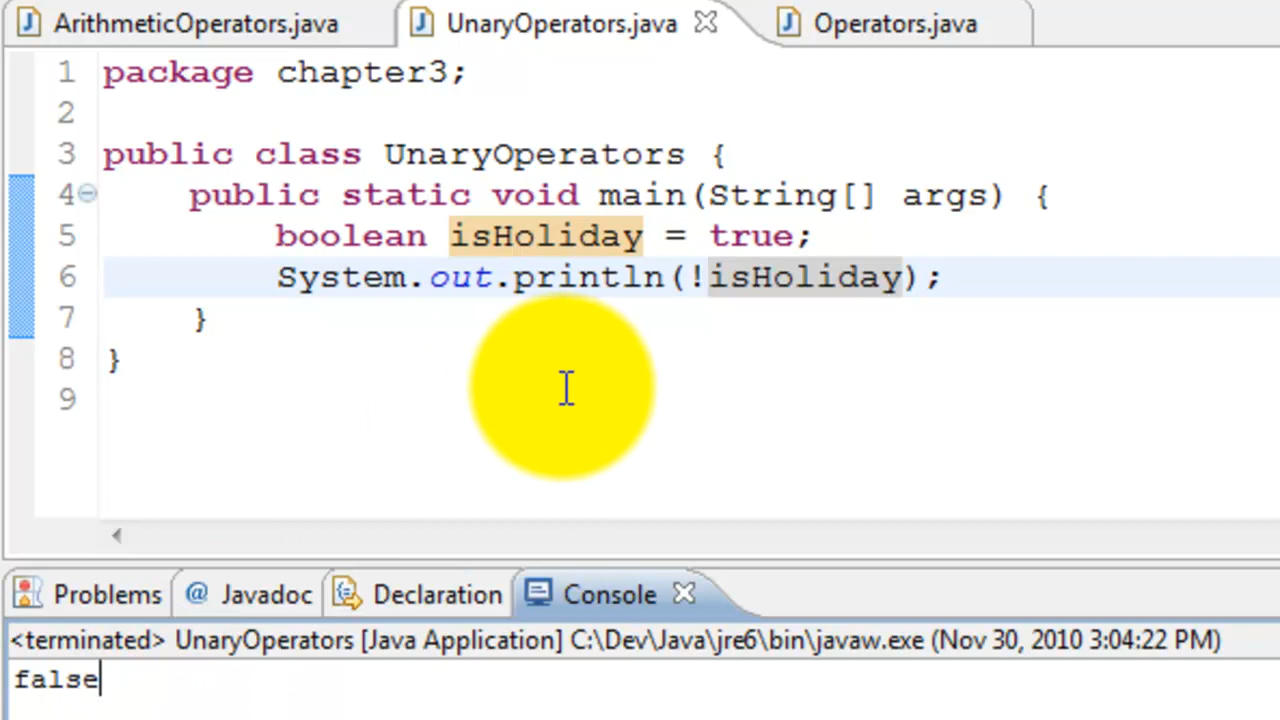 ArithmeticOperators.java UnaryOperators.java Operators.java
1 package chapter3;
2
3 public class UnaryOperators {
4 public static void main(String[] args) {
5 boolean isHoliday = true;
6 System.out.println(!isHoliday);
7 }
8 }
9
Problems @ Javadoc Declaration Console
<terminated> UnaryOperators [Java Application] C:\Dev\Java\jre6\bin\javaw.exe (Nov 30, 2010 3:04:22 PM)
false